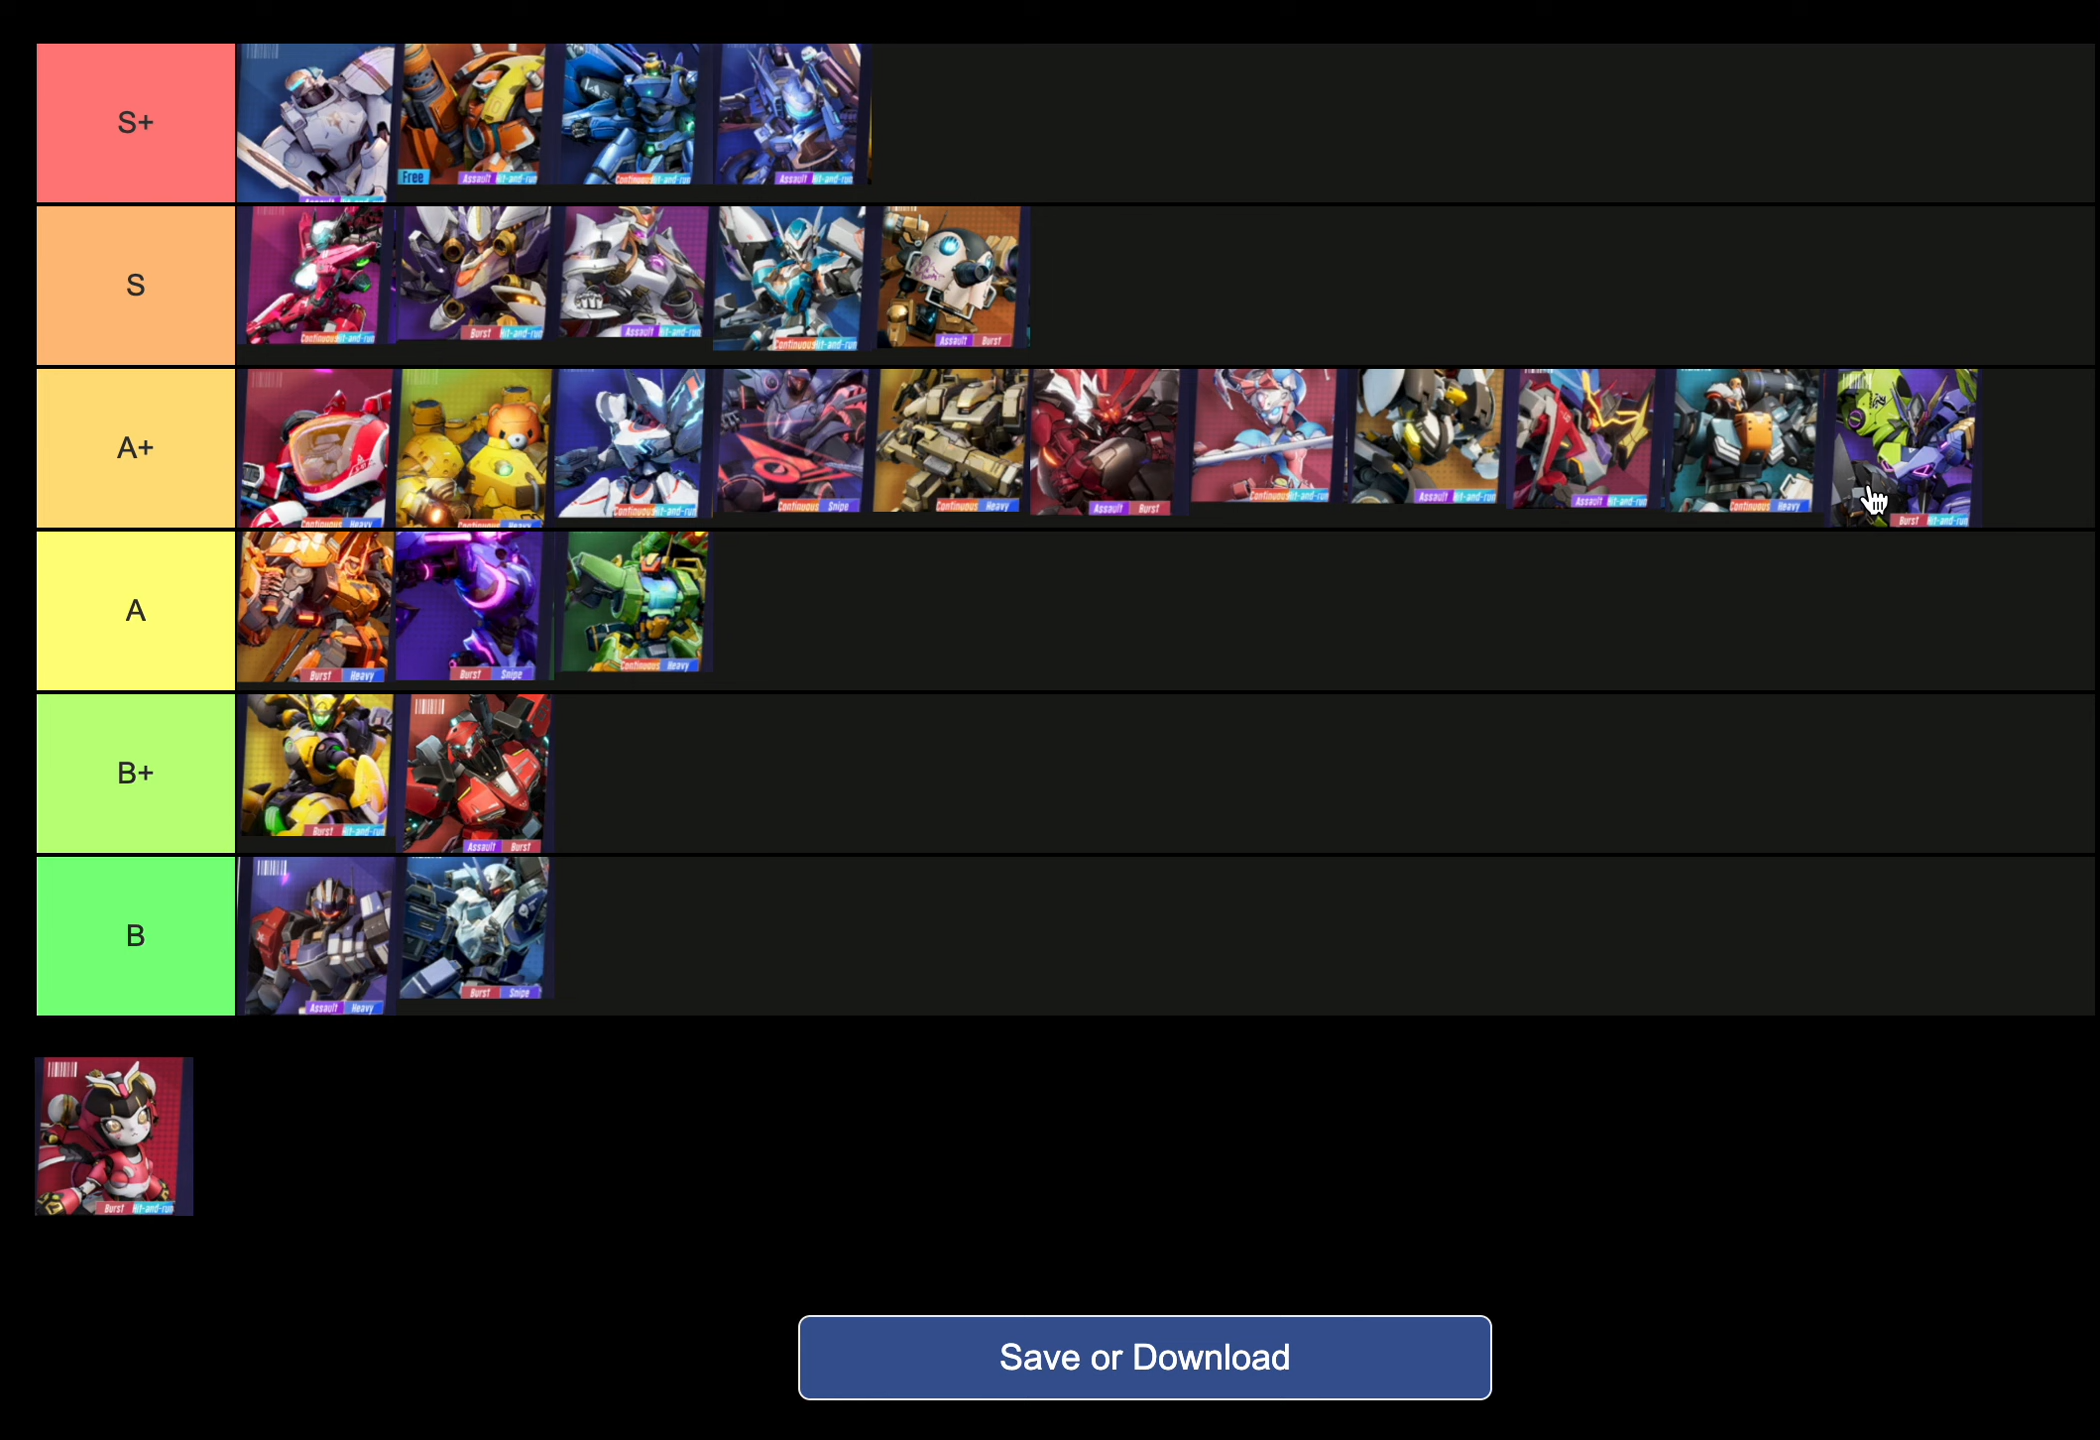 S+
Assault Hit-and-run
Free Assault Hit-and-run
Continuous Hit-and-run
Assault Hit-and-run
S
Continuous Hit-and-run
Burst Hit-and-run
Assault Hit-and-run
Continuous Hit-and-run
Assault Burst
A+
Continuous Heavy
Continuous Heavy
Continuous Hit-and-run
Continuous Snipe
Continuous Heavy
Assault Burst
Continuous Hit-and-run
Assault Hit-and-run
Assault Hit-and-run
Continuous Heavy
Burst Hit-and-run
A
Burst Heavy
Burst Snipe
Continuous Heavy
B+
Burst Hit-and-run
Assault Burst
B
Assault Heavy
Burst Snipe
Burst Hit-and-run
Save or Download